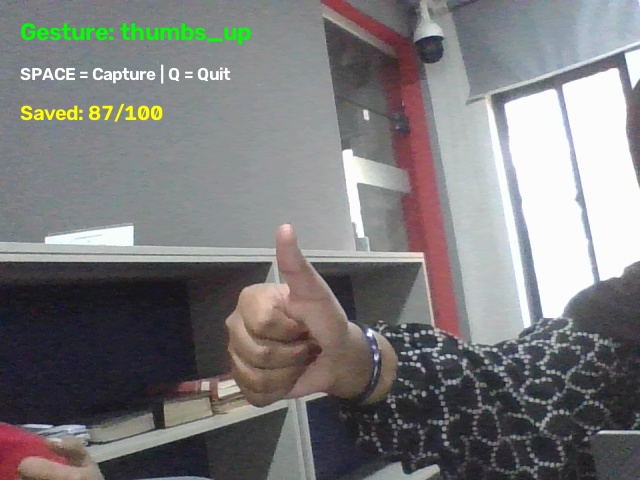 Gesture: thumbs_up
SPACE = Capture | Q = Quit
Saved: 87/100